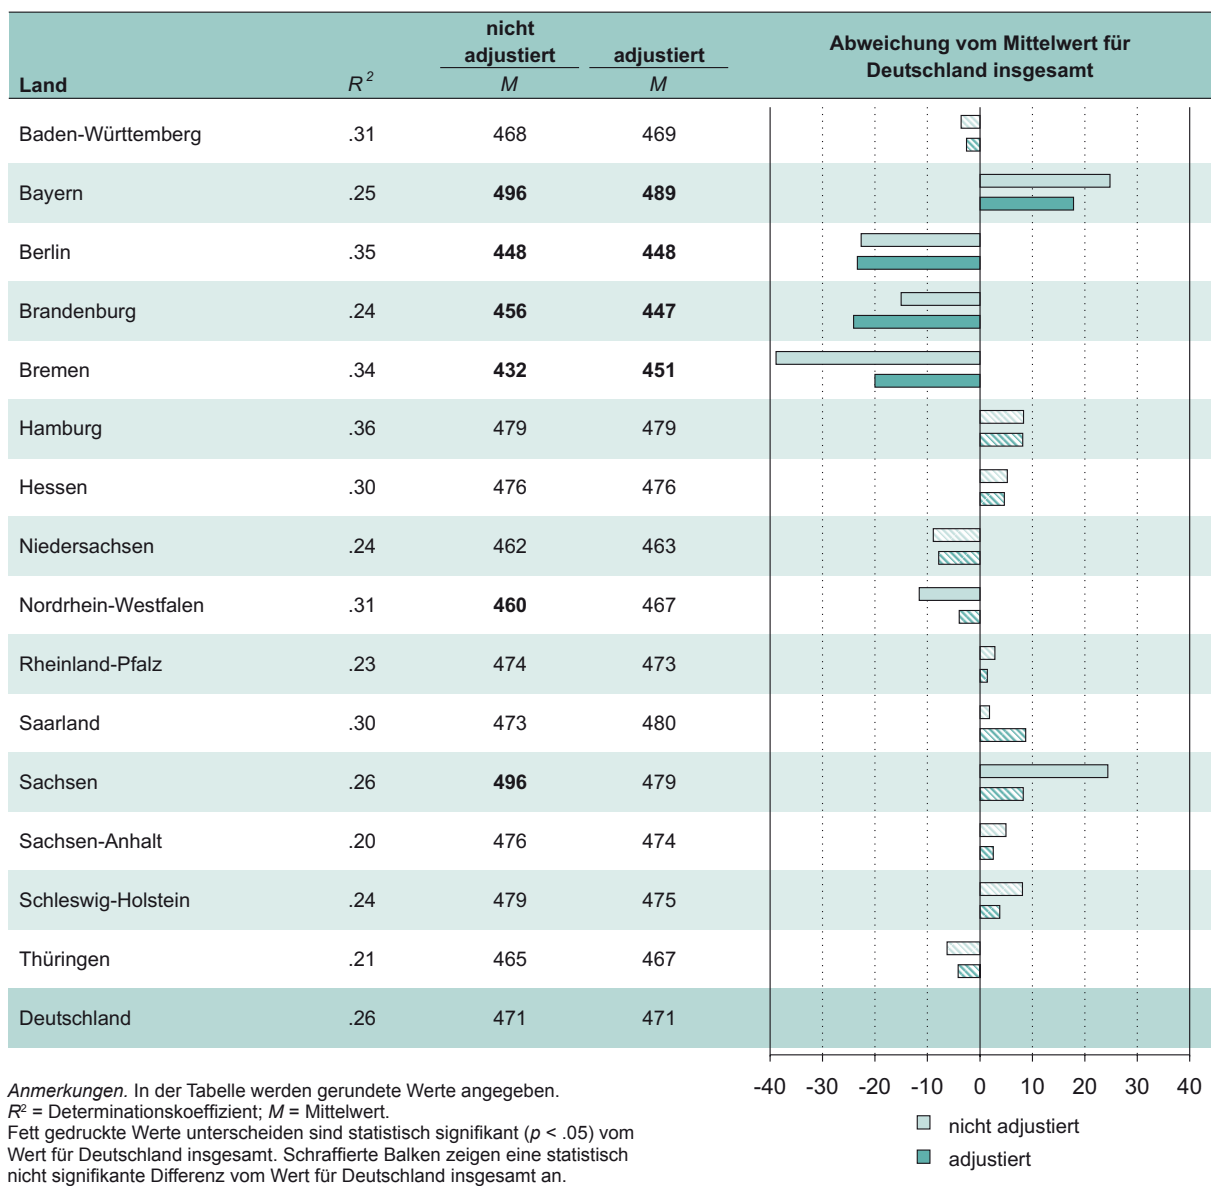 nicht
adjustiert adjustiert Abweichung vom Mittelwert für
Deutschland insgesamt
Land R² M M
Baden-Württemberg .31 468 469
Bayern .25 496 489
Berlin .35 448 448
Brandenburg .24 456 447
Bremen .34 432 451
Hamburg .36 479 479
Hessen .30 476 476
Niedersachsen .24 462 463
Nordrhein-Westfalen .31 460 467
Rheinland-Pfalz .23 474 473
Saarland .30 473 480
Sachsen .26 496 479
Sachsen-Anhalt .20 476 474
Schleswig-Holstein .24 479 475
Thüringen .21 465 467
Deutschland .26 471 471
-40 -30 -20 -10 0 10 20 30 40
nicht adjustiert
adjustiert
Anmerkungen. In der Tabelle werden gerundete Werte angegeben.
R² = Determinationskoeffizient; M = Mittelwert.
Fett gedruckte Werte unterscheiden sind statistisch signifikant (p < .05) vom
Wert für Deutschland insgesamt. Schraffierte Balken zeigen eine statistisch
nicht signifikante Differenz vom Wert für Deutschland insgesamt an.